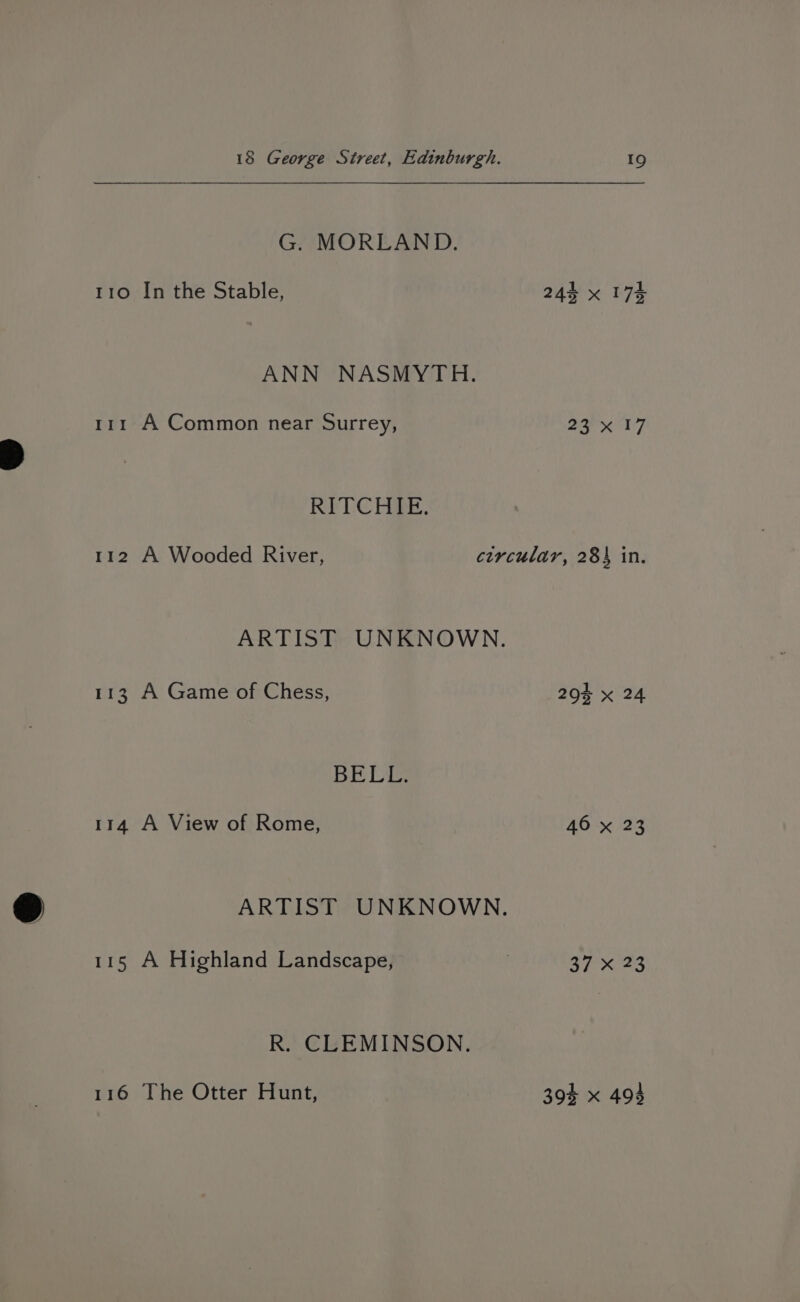 18 George Street, Edinburgh. 19
G. MORLAND.
110 In the Stable, 24½ x 17½
ANN NASMYTH.
111 A Common near Surrey, 23 x 17
RITCHIE.
112 A Wooded River, circular, 28½ in.
ARTIST UNKNOWN.
113 A Game of Chess, 29½ x 24
BELL.
114 A View of Rome, 46 x 23
ARTIST UNKNOWN.
115 A Highland Landscape, 37 x 23
R. CLEMINSON.
116 The Otter Hunt, 39½ x 49½